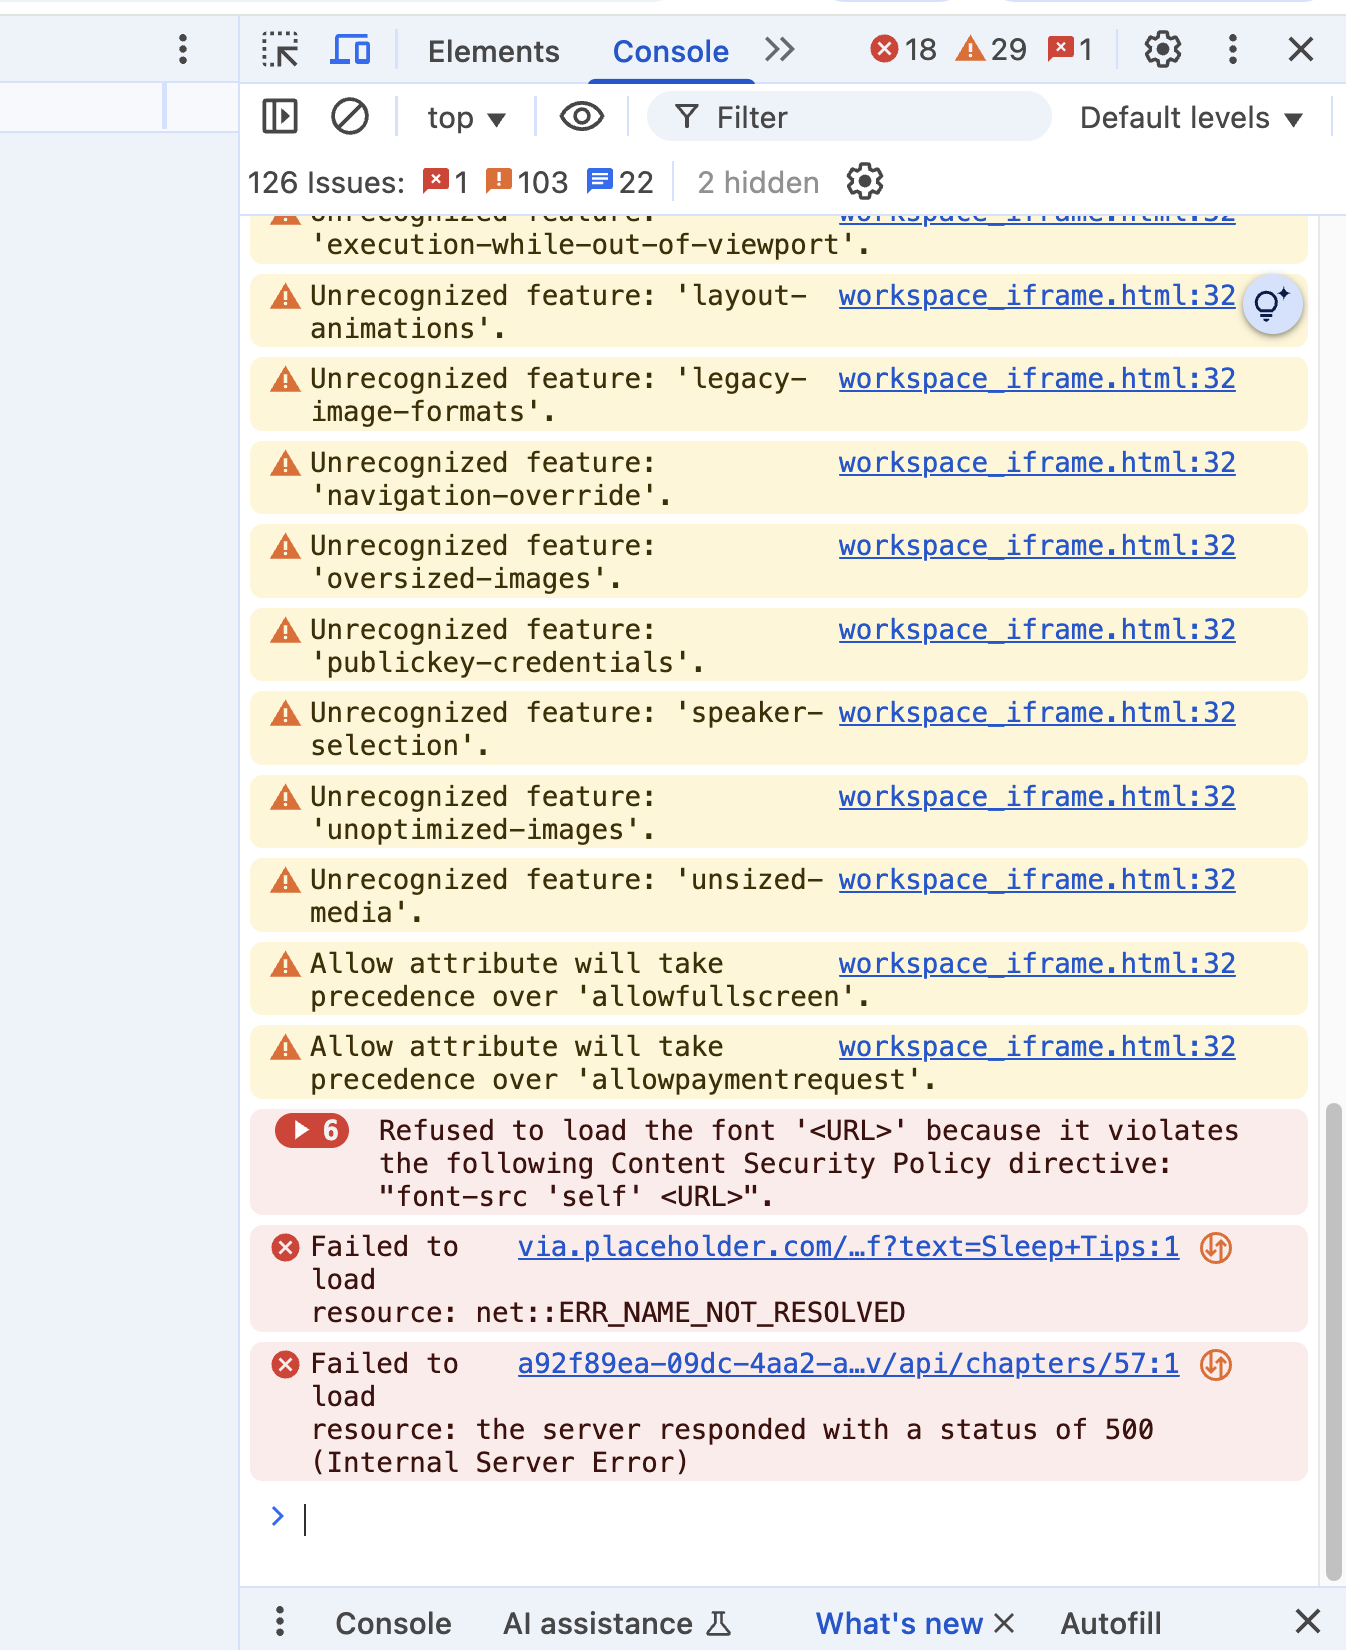 Elements Console 18 29 1
top Filter Default levels
126 Issues: 1 103 22 2 hidden
Unrecognized feature: workspace_iframe.html:32
'execution-while-out-of-viewport'.
Unrecognized feature: 'layout- workspace_iframe.html:32
animations'.
Unrecognized feature: 'legacy- workspace_iframe.html:32
image-formats'.
Unrecognized feature: workspace_iframe.html:32
'navigation-override'.
Unrecognized feature: workspace_iframe.html:32
'oversized-images'.
Unrecognized feature: workspace_iframe.html:32
'publickey-credentials'.
Unrecognized feature: 'speaker- workspace_iframe.html:32
selection'.
Unrecognized feature: workspace_iframe.html:32
'unoptimized-images'.
Unrecognized feature: 'unsized- workspace_iframe.html:32
media'.
Allow attribute will take workspace_iframe.html:32
precedence over 'allowfullscreen'.
Allow attribute will take workspace_iframe.html:32
precedence over 'allowpaymentrequest'.
6 Refused to load the font '<URL>' because it violates
the following Content Security Policy directive:
"font-src 'self' <URL>".
Failed to via.placeholder.com/…f?text=Sleep+Tips:1
load
resource: net::ERR_NAME_NOT_RESOLVED
Failed to a92f89ea-09dc-4aa2-a…v/api/chapters/57:1
load
resource: the server responded with a status of 500
(Internal Server Error)
Console AI assistance What's new Autofill